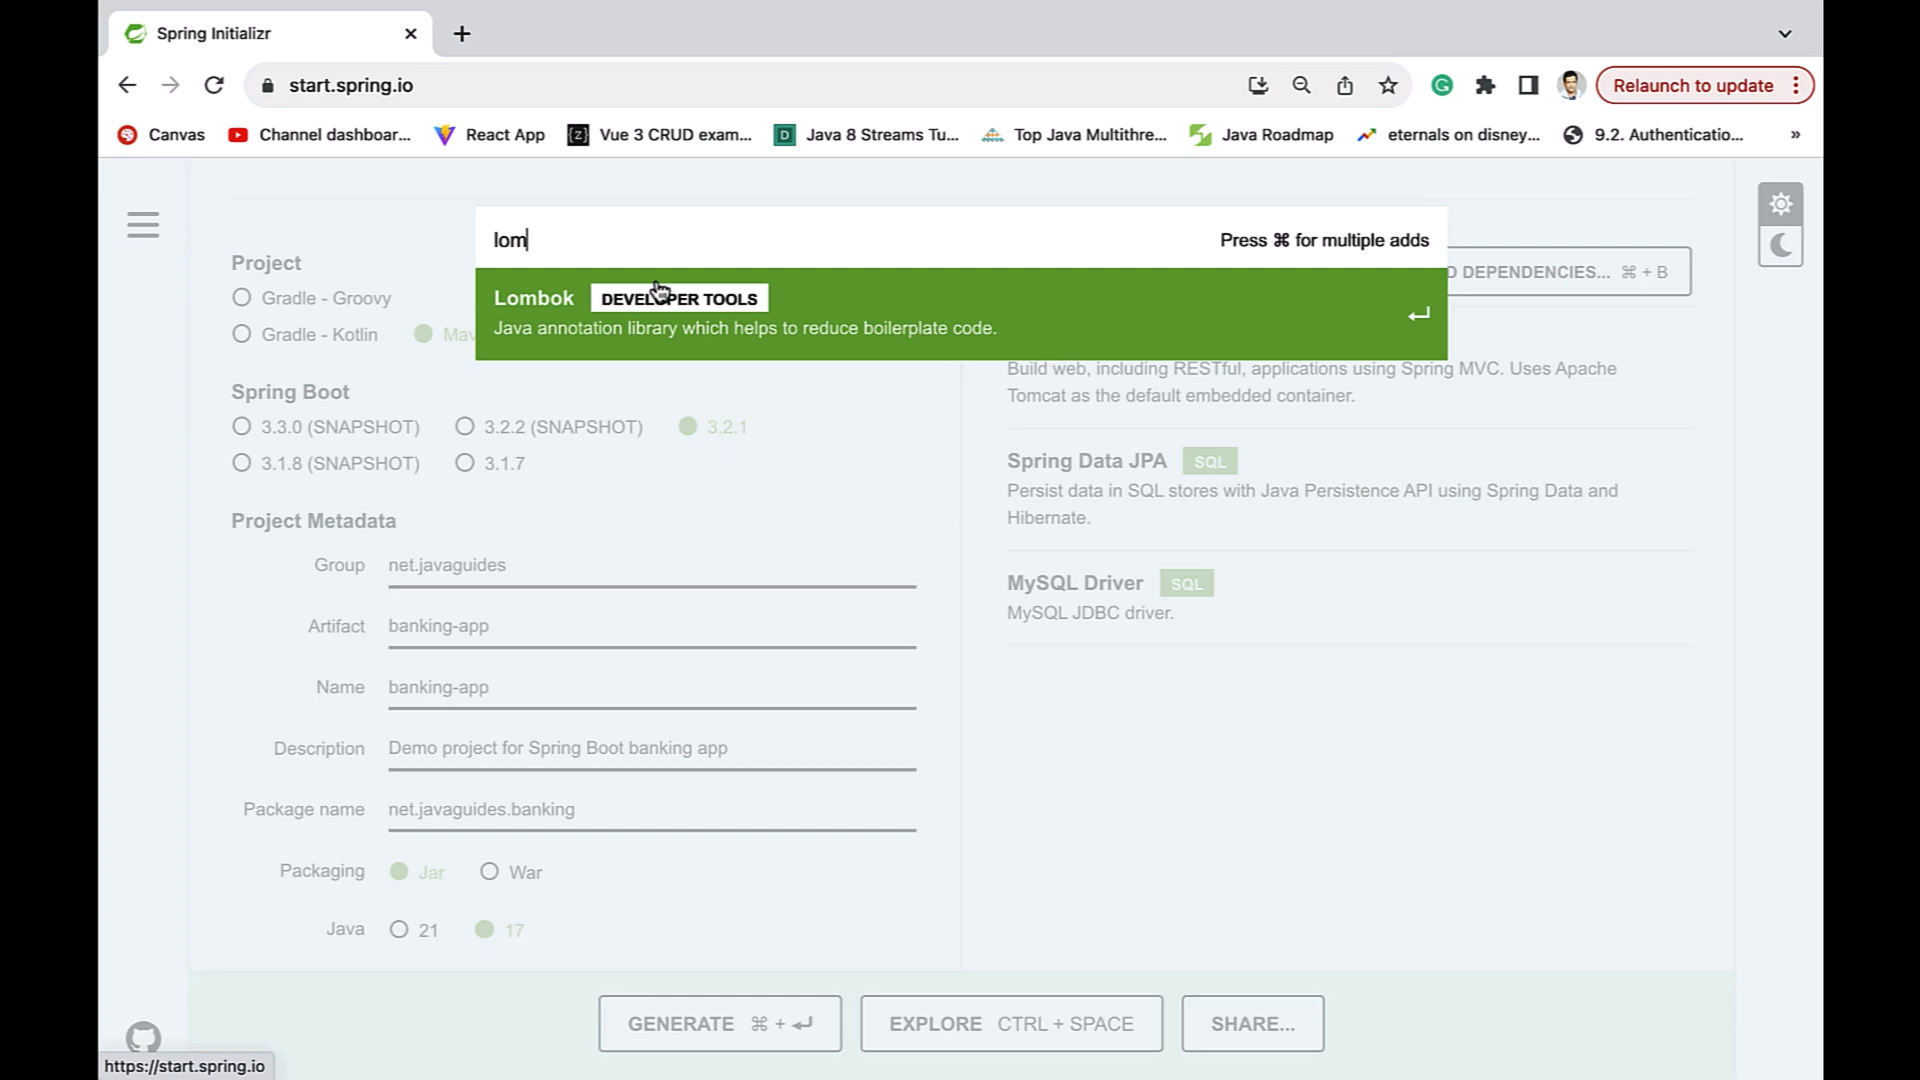 Spring Initializr
start.spring.io
Relaunch to update
Canvas
Channel dashboar...
React App
Vue 3 CRUD exam...
Java 8 Streams Tu...
Top Java Multithre...
Java Roadmap
eternals on disney...
9.2. Authenticatio...
»
lom
Press ⌘ for multiple adds
Lombok DEVELOPER TOOLS
Java annotation library which helps to reduce boilerplate code.
Project
Gradle - Groovy
Gradle - Kotlin
Mav
Spring Boot
3.3.0 (SNAPSHOT) 3.2.2 (SNAPSHOT) 3.2.1
3.1.8 (SNAPSHOT) 3.1.7
Project Metadata
Group net.javaguides
Artifact banking-app
Name banking-app
Description Demo project for Spring Boot banking app
Package name net.javaguides.banking
Packaging Jar War
Java 21 17
D DEPENDENCIES... ⌘ + B
Build web, including RESTful, applications using Spring MVC. Uses Apache
Tomcat as the default embedded container.
Spring Data JPA SQL
Persist data in SQL stores with Java Persistence API using Spring Data and
Hibernate.
MySQL Driver SQL
MySQL JDBC driver.
GENERATE ⌘ + ↵
EXPLORE CTRL + SPACE
SHARE...
https://start.spring.io